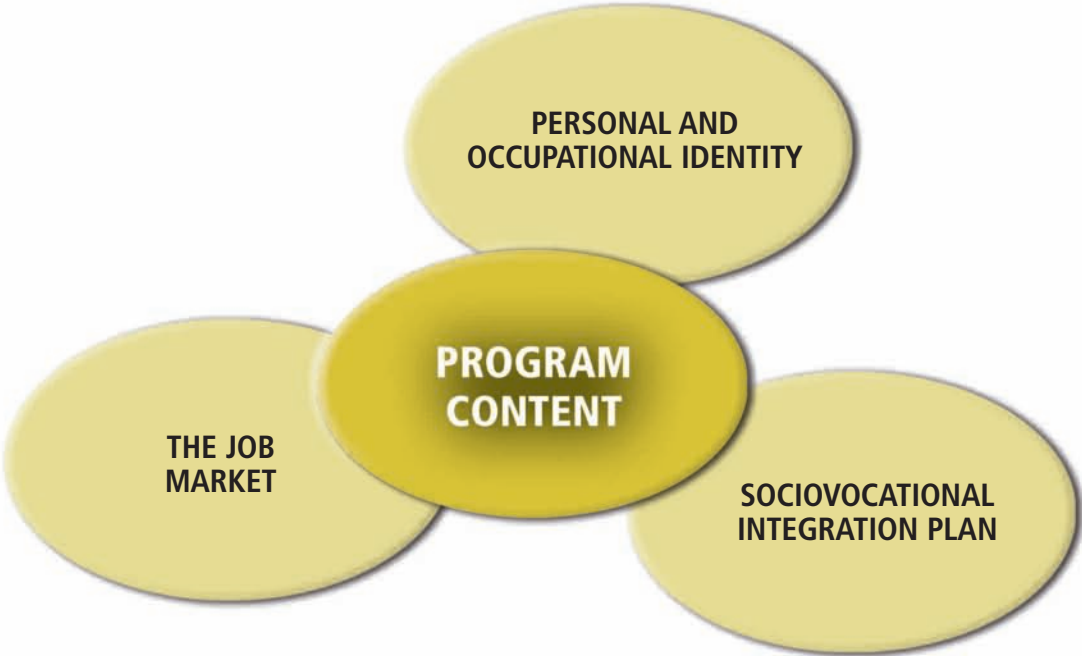 PERSONAL AND
OCCUPATIONAL IDENTITY
PROGRAM
CONTENT
THE JOB
MARKET
SOCIOVOCATIONAL
INTEGRATION PLAN